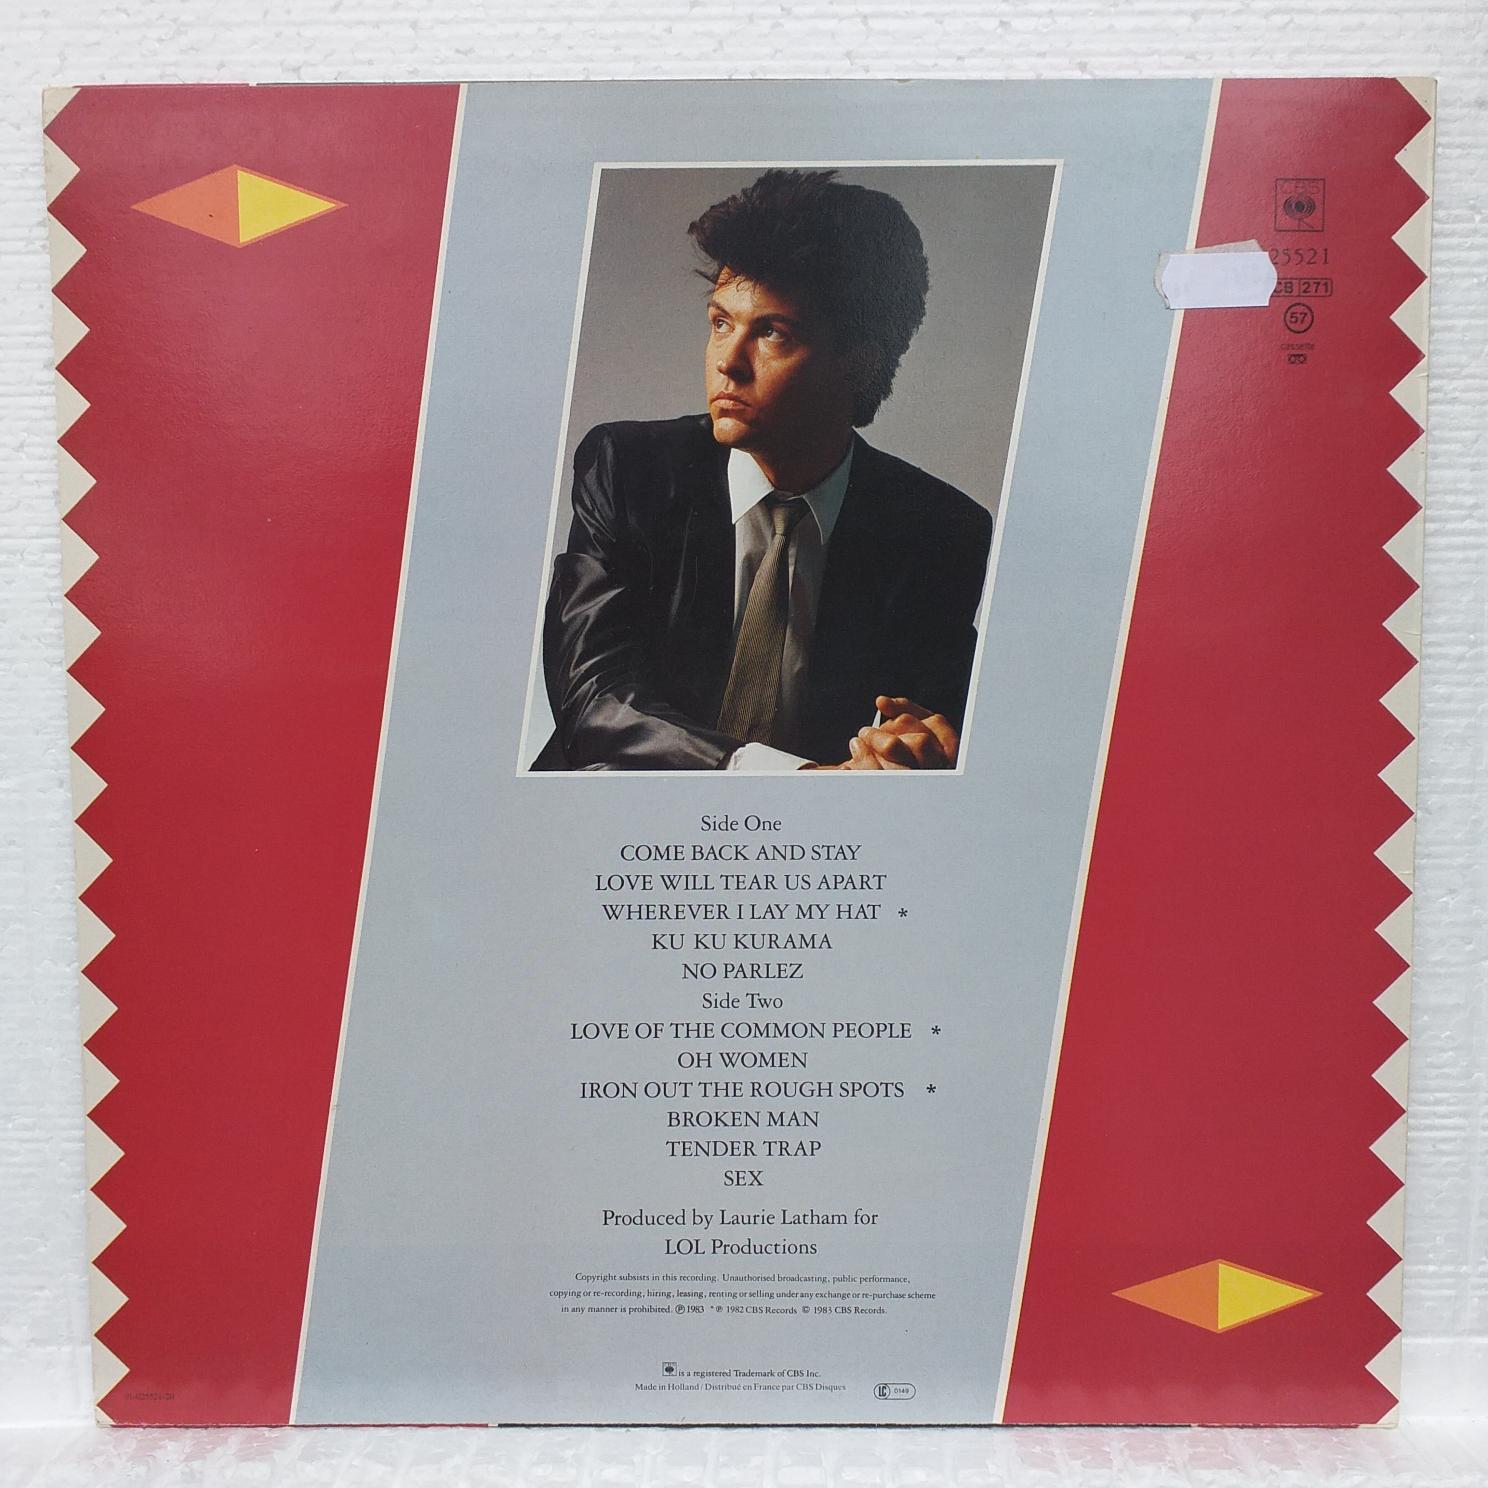 CBS
25521
CB 271
57
cassette
Side One
COME BACK AND STAY
LOVE WILL TEAR US APART
WHEREVER I LAY MY HAT *
KU KU KURAMA
NO PARLEZ
Side Two
LOVE OF THE COMMON PEOPLE *
OH WOMEN
IRON OUT THE ROUGH SPOTS *
BROKEN MAN
TENDER TRAP
SEX
Produced by Laurie Latham for
LOL Productions
Copyright subsists in this recording. Unauthorised broadcasting, public performance,
copying or re-recording, hiring, leasing, renting or selling under any exchange or re-purchase scheme
in any manner is prohibited. ℗ 1983 * ℗ 1982 CBS Records © 1983 CBS Records.
is a registered Trademark of CBS Inc.
Made in Holland / Distribué en France par CBS Disques
LC 0149
01-025521-20